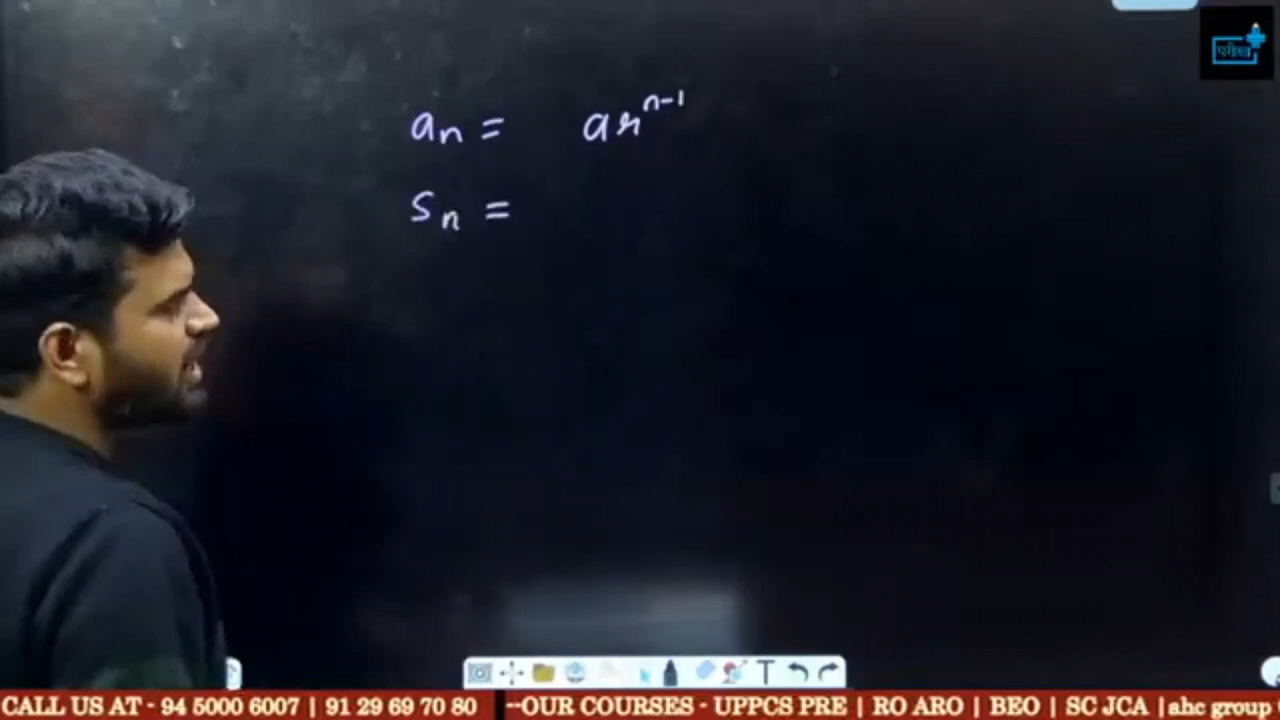 परीक्षा
aₙ = arⁿ⁻¹
Sₙ =
T
CALL US AT - 94 5000 6007 | 91 29 69 70 80 --OUR COURSES - UPPCS PRE | RO ARO | BEO | SC JCA | ahc group